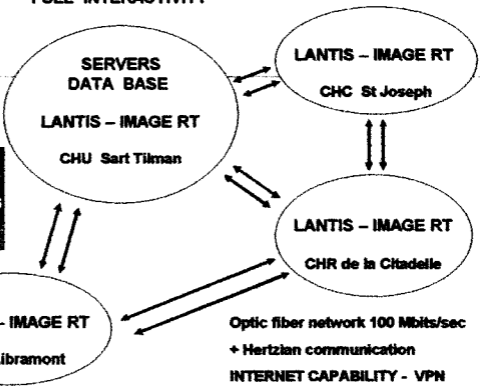 FULL INTERACTIVITY
SERVERS
DATA BASE
LANTIS – IMAGE RT
CHU Sart Tilman
LANTIS – IMAGE RT
CHC St Joseph
LANTIS – IMAGE RT
CHR de la Citadelle
- IMAGE RT
ibramont
Optic fiber network 100 Mbits/sec
+ Hertzian communication
INTERNET CAPABILITY - VPN